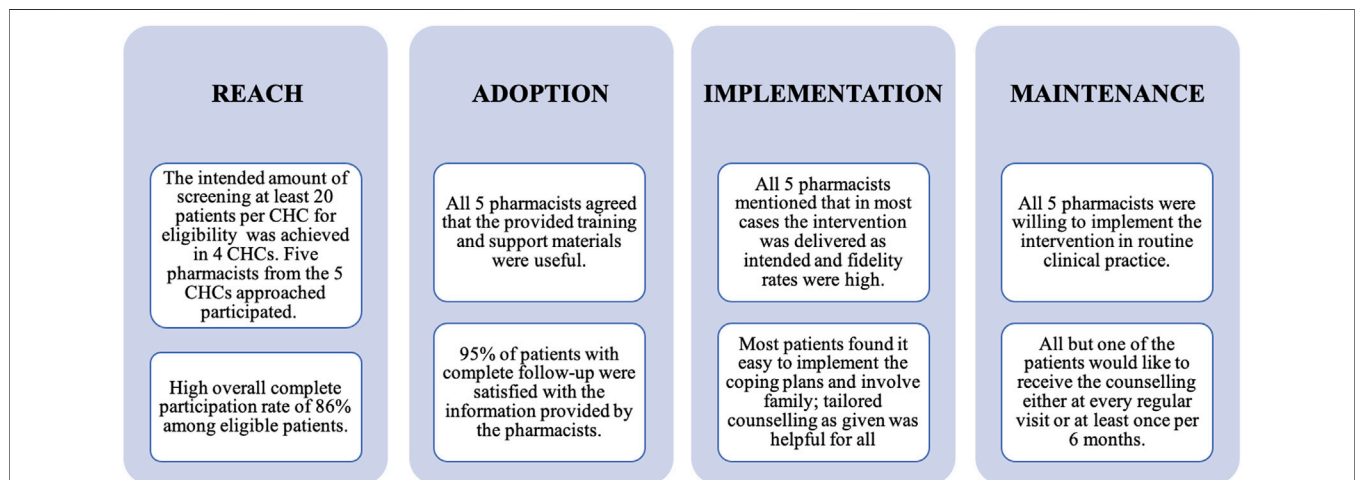 REACH
The intended amount of
screening at least 20
patients per CHC for
eligibility was achieved
in 4 CHCs. Five
pharmacists from the 5
CHCs approached
participated.
High overall complete
participation rate of 86%
among eligible patients.
ADOPTION
All 5 pharmacists agreed
that the provided training
and support materials
were useful.
95% of patients with
complete follow-up were
satisfied with the
information provided by
the pharmacists.
IMPLEMENTATION
All 5 pharmacists
mentioned that in most
cases the intervention
was delivered as
intended and fidelity
rates were high.
Most patients found it
easy to implement the
coping plans and involve
family; tailored
counselling as given was
helpful for all
MAINTENANCE
All 5 pharmacists were
willing to implement the
intervention in routine
clinical practice.
All but one of the
patients would like to
receive the counselling
either at every regular
visit or at least once per
6 months.